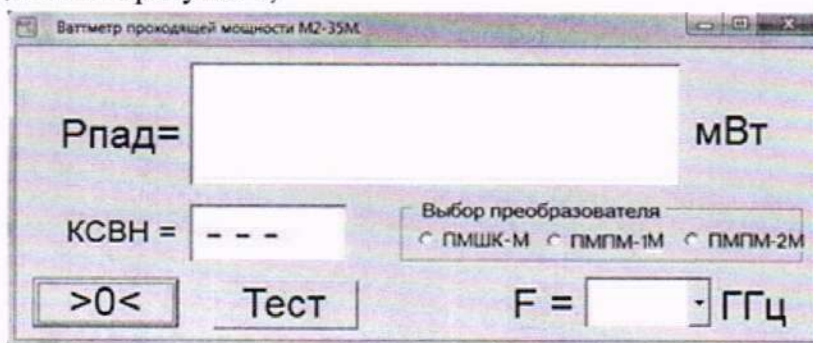 Ваттметр проходящей мощности М2-35М.
Рпад= мВт
КСВН = - - -
Выбор преобразователя
ПМШК-М ПМПМ-1М ПМПМ-2М
>0< Тест F = ГГц